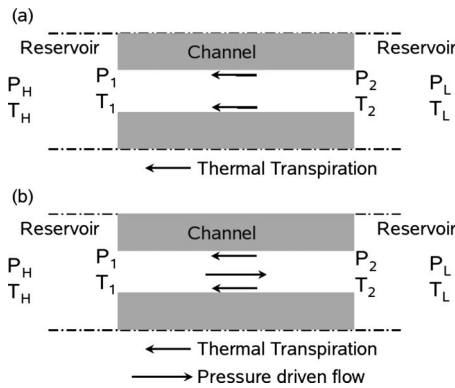 (a)
Reservoir Channel Reservoir
P_H P_1 P_2 P_L
T_H T_1 T_2 T_L
Thermal Transpiration
(b)
Reservoir Channel Reservoir
P_H P_1 P_2 P_L
T_H T_1 T_2 T_L
Thermal Transpiration
Pressure driven flow